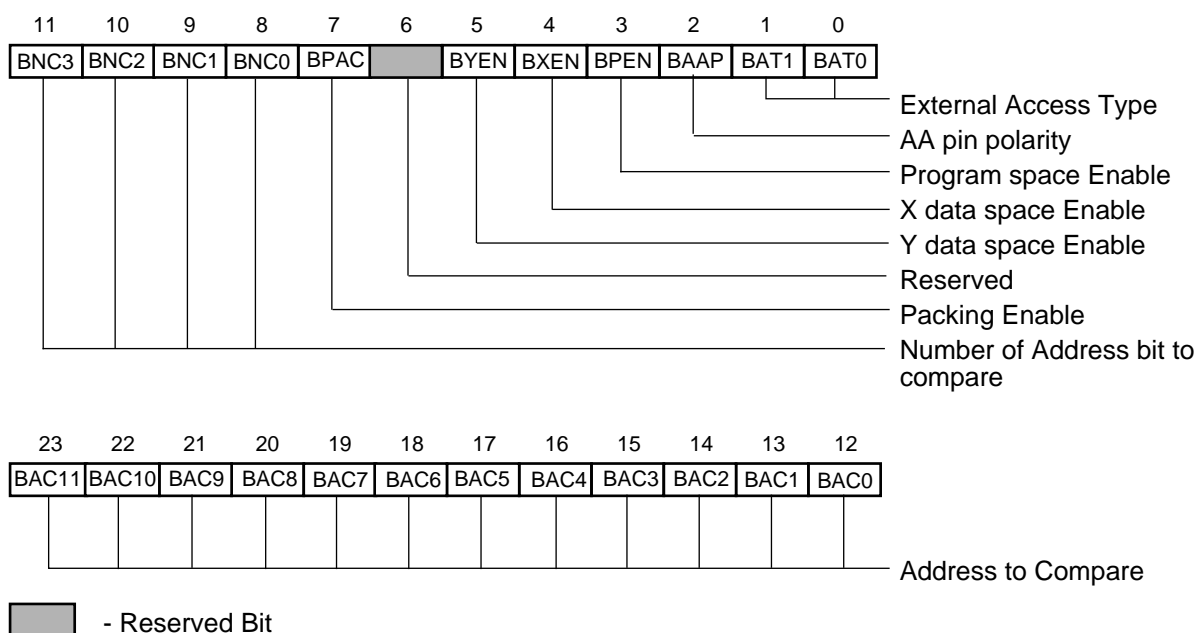 11 10 9 8 7 6 5 4 3 2 1 0
BNC3 BNC2 BNC1 BNC0 BPAC BYEN BXEN BPEN BAAP BAT1 BAT0
External Access Type
AA pin polarity
Program space Enable
X data space Enable
Y data space Enable
Reserved
Packing Enable
Number of Address bit to
compare
23 22 21 20 19 18 17 16 15 14 13 12
BAC11 BAC10 BAC9 BAC8 BAC7 BAC6 BAC5 BAC4 BAC3 BAC2 BAC1 BAC0
Address to Compare
- Reserved Bit